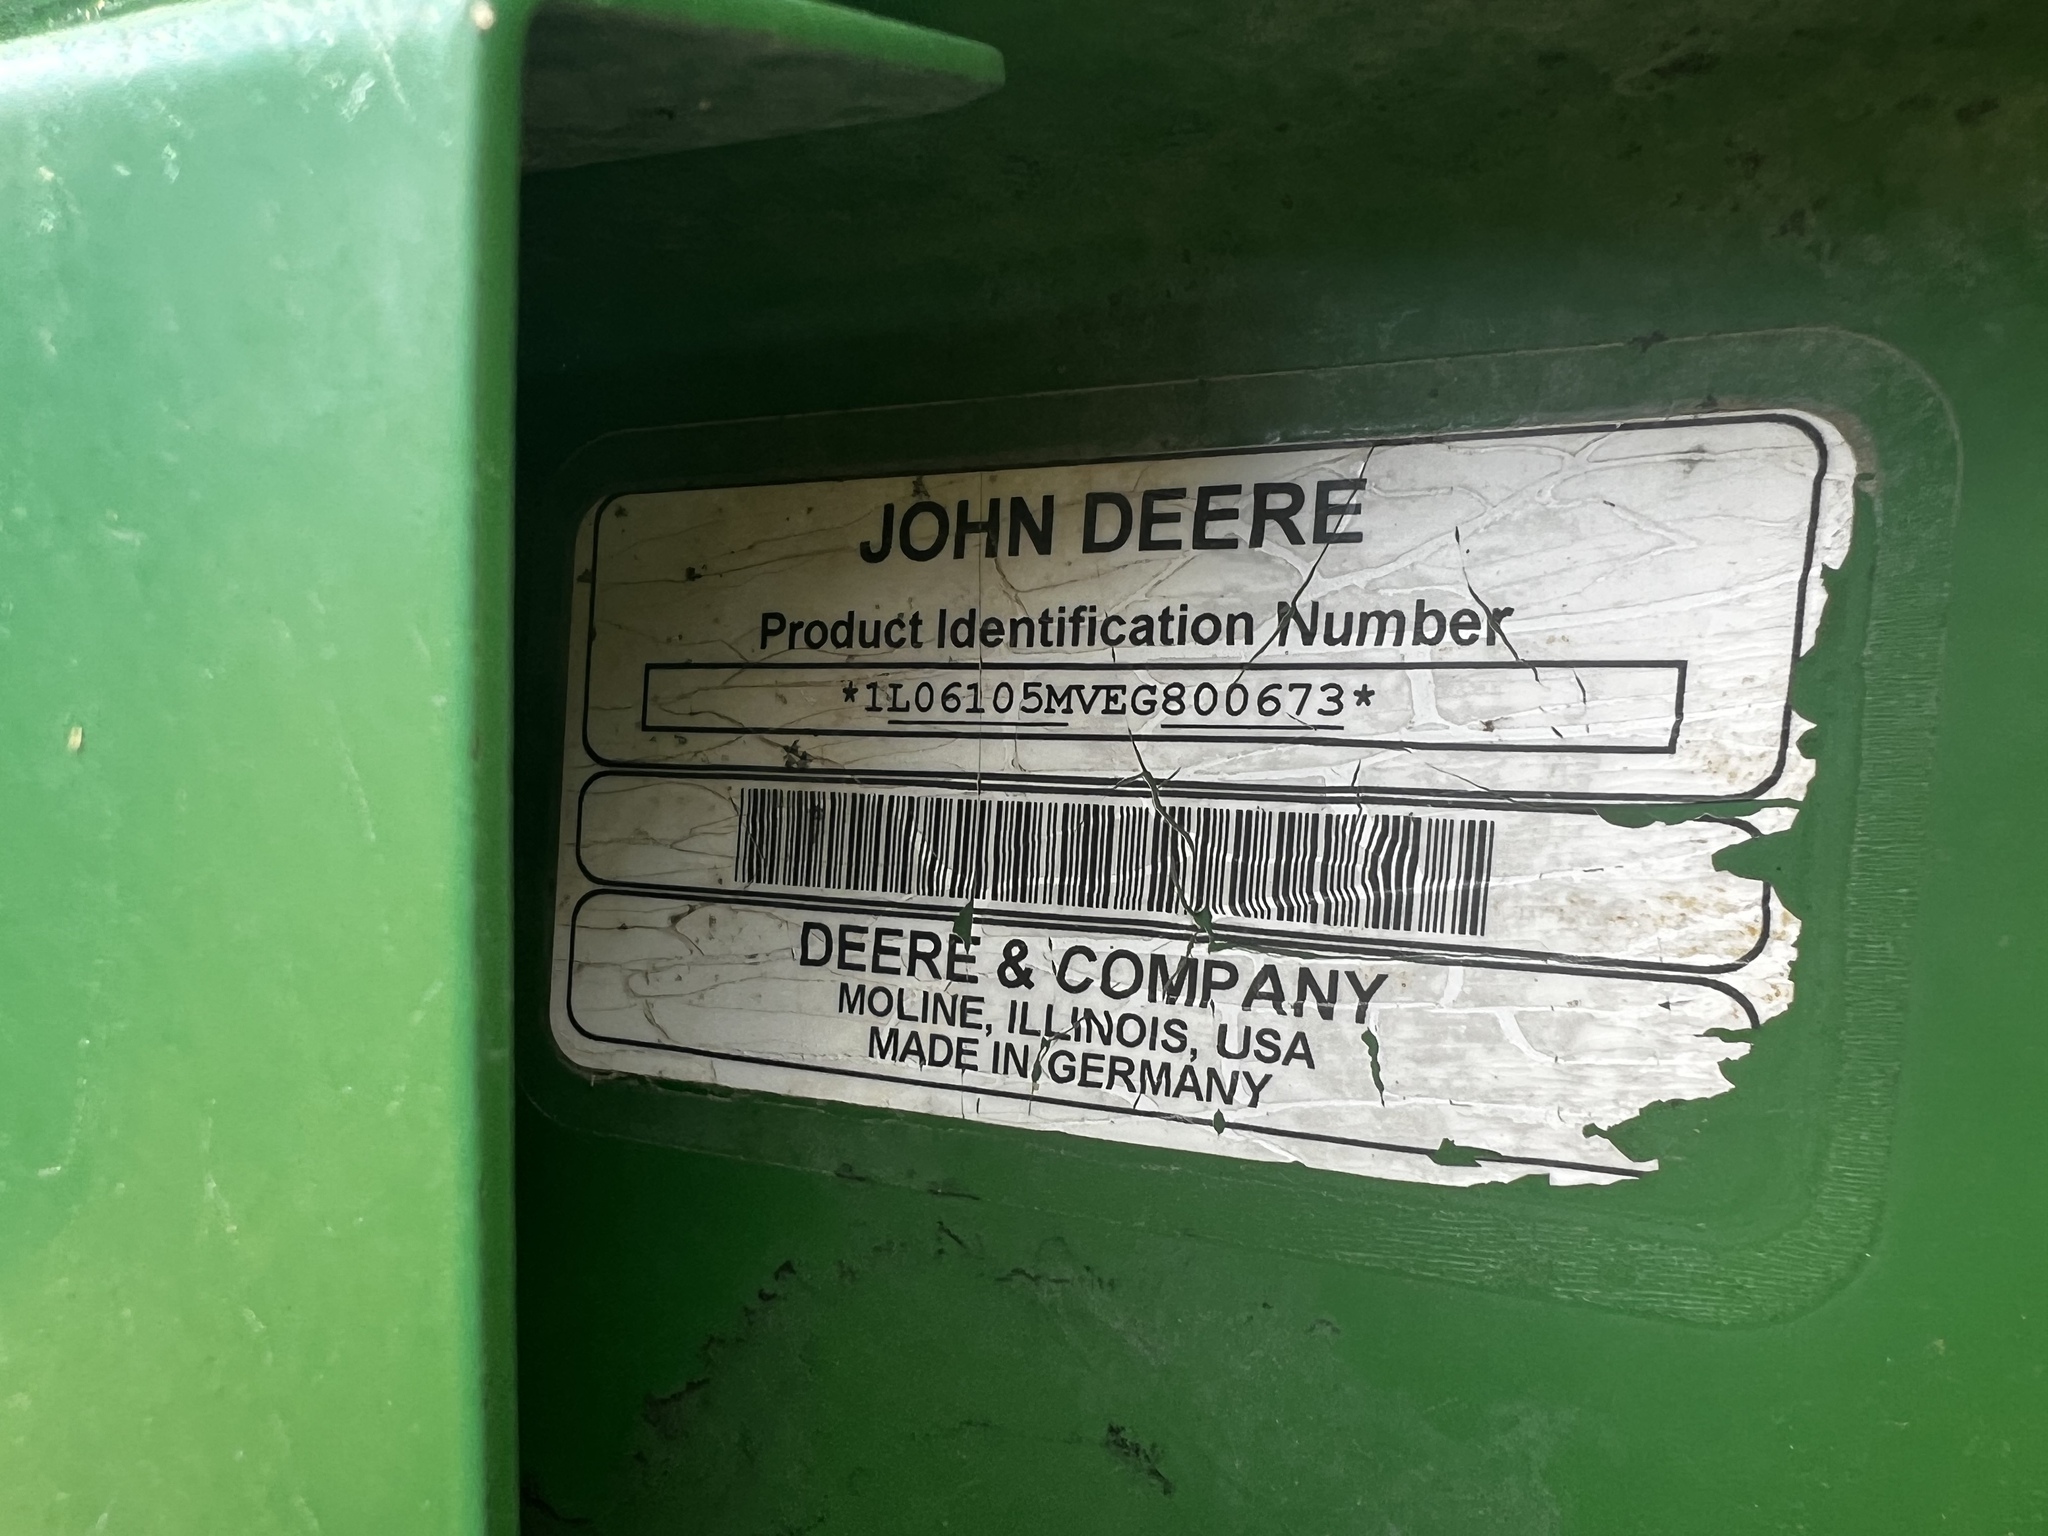 JOHN DEERE
Product Identification Number
*1L06105MVEG800673*
DEERE & COMPANY
MOLINE, ILLINOIS, USA
MADE IN GERMANY